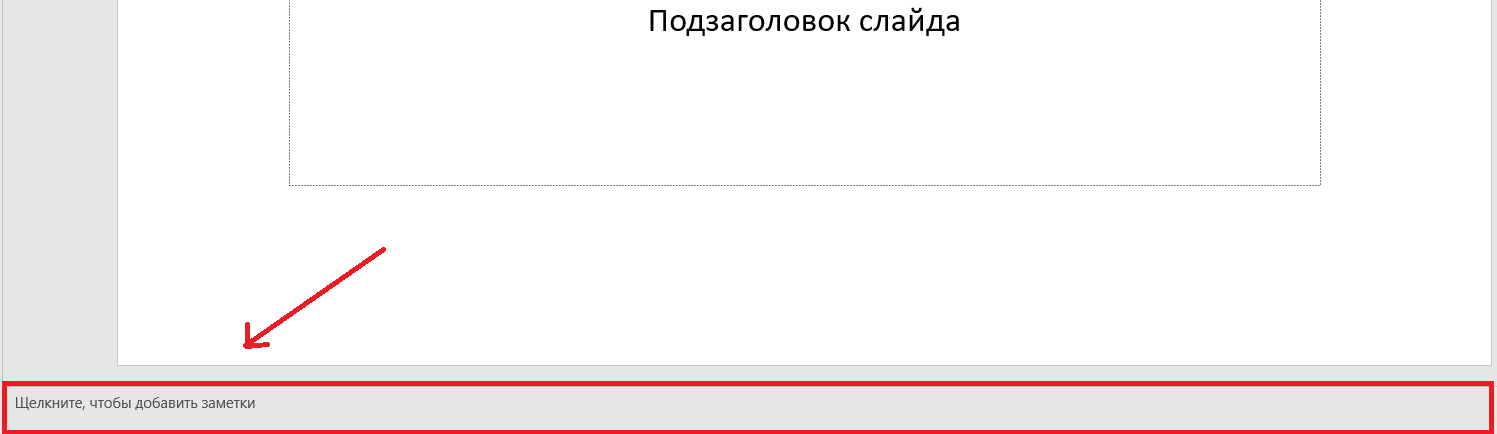 Подзаголовок слайда
Щелкните, чтобы добавить заметки